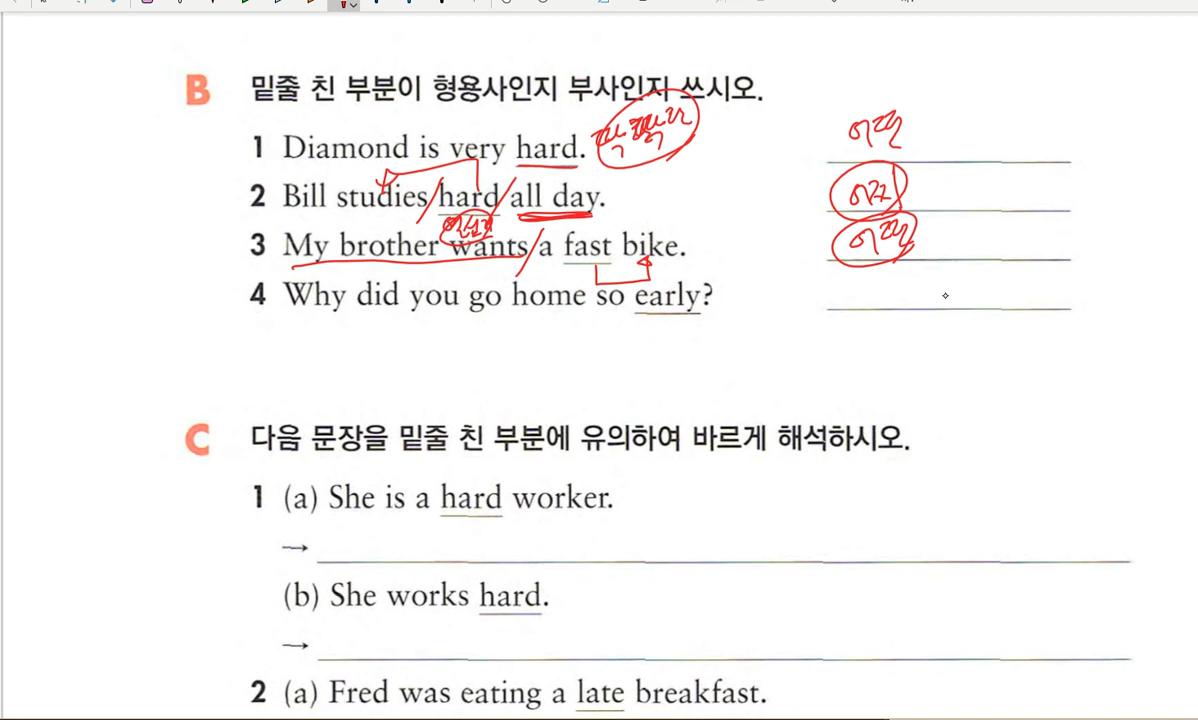 B 밑줄 친 부분이 형용사인지 부사인지 쓰시오.
1 Diamond is very hard.
2 Bill studies hard all day.
3 My brother wants a fast bike.
4 Why did you go home so early?
C 다음 문장을 밑줄 친 부분에 유의하여 바르게 해석하시오.
1 (a) She is a hard worker.
→
(b) She works hard.
→
2 (a) Fred was eating a late breakfast.